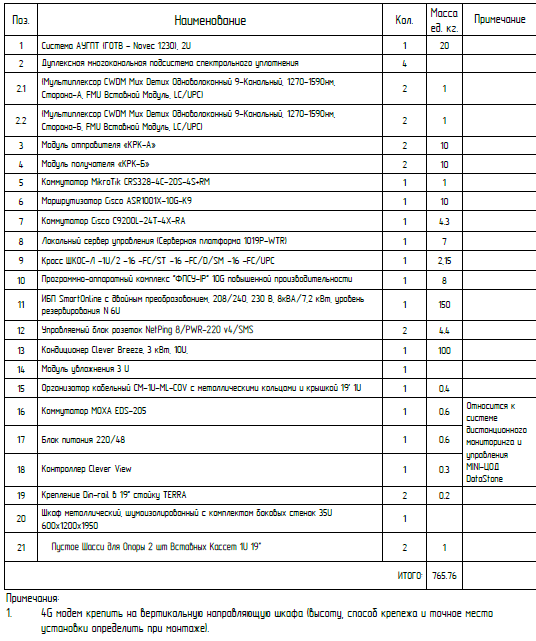 Поз. Наименование Кол. Масса ед. кг. Примечание
1 Система АУГПТ (ГОТВ - Novec 1230), 2U 1 20
2 Дуплексная многоканальная подсистема спектрального уплотнения 4
2.1 (Мультиплексор CWDM Mux Demux Одноволоконный 9-Канальный, 1270-1590нм,
Сторона-А, FMU Вставной Модуль, LC/UPC) 2 1
2.2 (Мультиплексор CWDM Mux Demux Одноволоконный 9-Канальный, 1270-1590нм,
Сторона-Б, FMU Вставной Модуль, LC/UPC) 2 1
3 Модуль отправителя «КРК-А» 2 10
4 Модуль получателя «КРК-Б» 2 10
5 Коммутатор MikroTik CRS328-4C-20S-4S+RM 1 1
6 Маршрутизатор Cisco ASR1001X-10G-K9 1 10
7 Коммутатор Cisco C9200L-24T-4X-RA 1 4.3
8 Локальный сервер управления (Серверная платформа 1019P-WTR) 1 7
9 Кросс ШКОС-Л -1U/2 -16 -FC/ST -16 -FC/D/SM -16 -FC/UPC 1 2,15
10 Программно-аппаратный комплекс "ФПСУ-IP" 10G повышенной производительности 1 8
11 ИБП SmartOnline с двойным преобразованием, 208/240, 230 В, 8кВА/7,2 кВт, уровень
резервирования N 6U 1 150
12 Управляемый блок розеток NetPing 8/PWR-220 v4/SMS 2 4.4
13 Кондиционер Clever Breeze, 3 кВт, 10U, 1 100
14 Модуль увлажнения 3 U 1
15 Организатор кабельный СМ-1U-ML-COV с металлическими кольцами и крышкой 19" 1U 1 0.4
16 Коммутатор MOXA EDS-205 1 0.6 Относится к
системе
дистанционного
17 Блок питания 220/48 1 0.6 мониторинга и
управления
18 Контроллер Clever View 1 0.3 MINI-ЦОД
DataStone
19 Крепление Din-rail в 19" стойку TERRA 2 0.2
20 Шкаф металлический, шумоизолированный с комплектом боковых стенок 35U
600х1200х1950 1
21 Пустое Шасси для Опоры 2 шт Вставных Кассет 1U 19" 2 1
ИТОГО: 765.76
Примечания:
1. 4G модем крепить на вертикальную направляющую шкафа (высоту, способ крепежа и точное место
установки определить при монтаже).